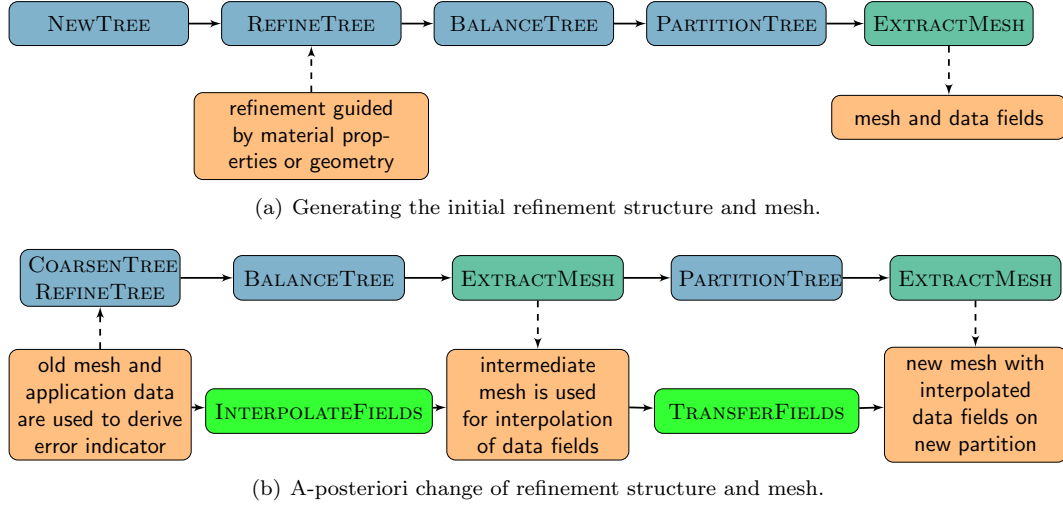 NEWTREE
REFINETREE
BALANCETREE
PARTITIONTREE
EXTRACTMESH
refinement guided
by material prop-
erties or geometry
mesh and data fields
(a) Generating the initial refinement structure and mesh.
COARSENTREE
REFINETREE
BALANCETREE
EXTRACTMESH
PARTITIONTREE
EXTRACTMESH
old mesh and
application data
are used to derive
error indicator
INTERPOLATEFIELDS
intermediate
mesh is used
for interpolation
of data fields
TRANSFERFIELDS
new mesh with
interpolated
data fields on
new partition
(b) A-posteriori change of refinement structure and mesh.